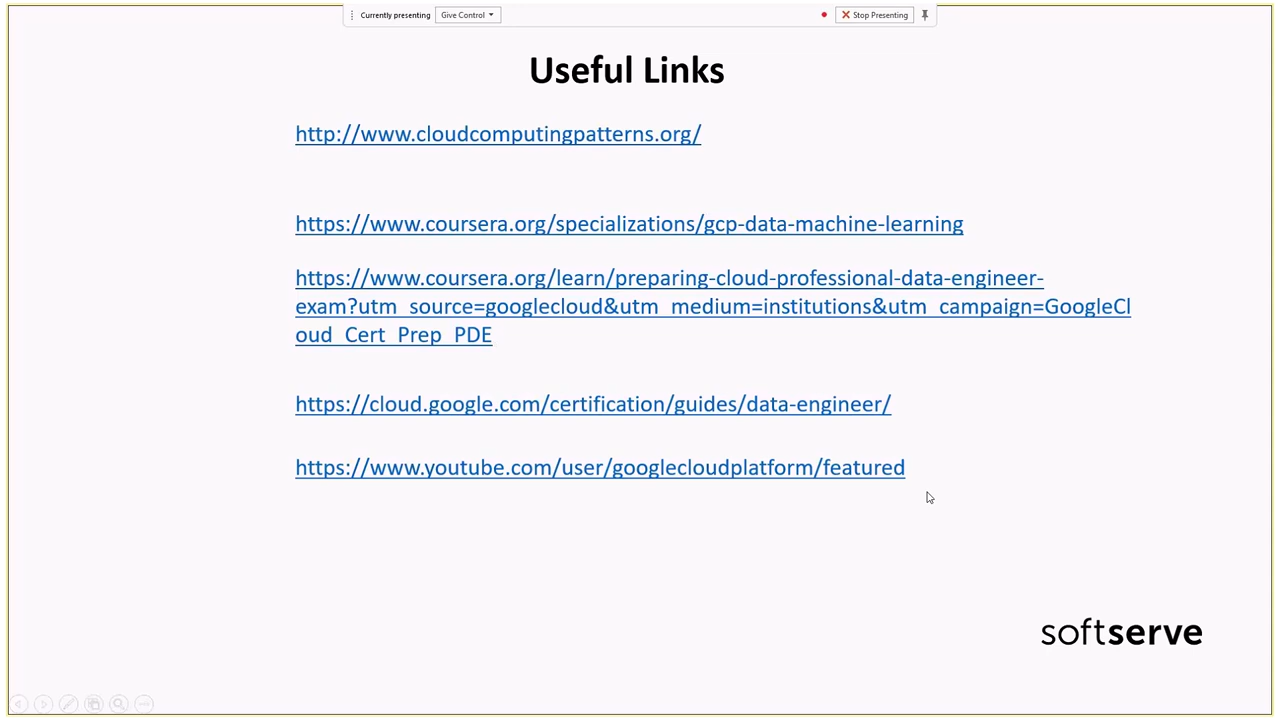 Currently presenting Give Control Stop Presenting
Useful Links
http://www.cloudcomputingpatterns.org/
https://www.coursera.org/specializations/gcp-data-machine-learning
https://www.coursera.org/learn/preparing-cloud-professional-data-engineer-
exam?utm_source=googlecloud&utm_medium=institutions&utm_campaign=GoogleCl
oud_Cert_Prep_PDE
https://cloud.google.com/certification/guides/data-engineer/
https://www.youtube.com/user/googlecloudplatform/featured
softserve